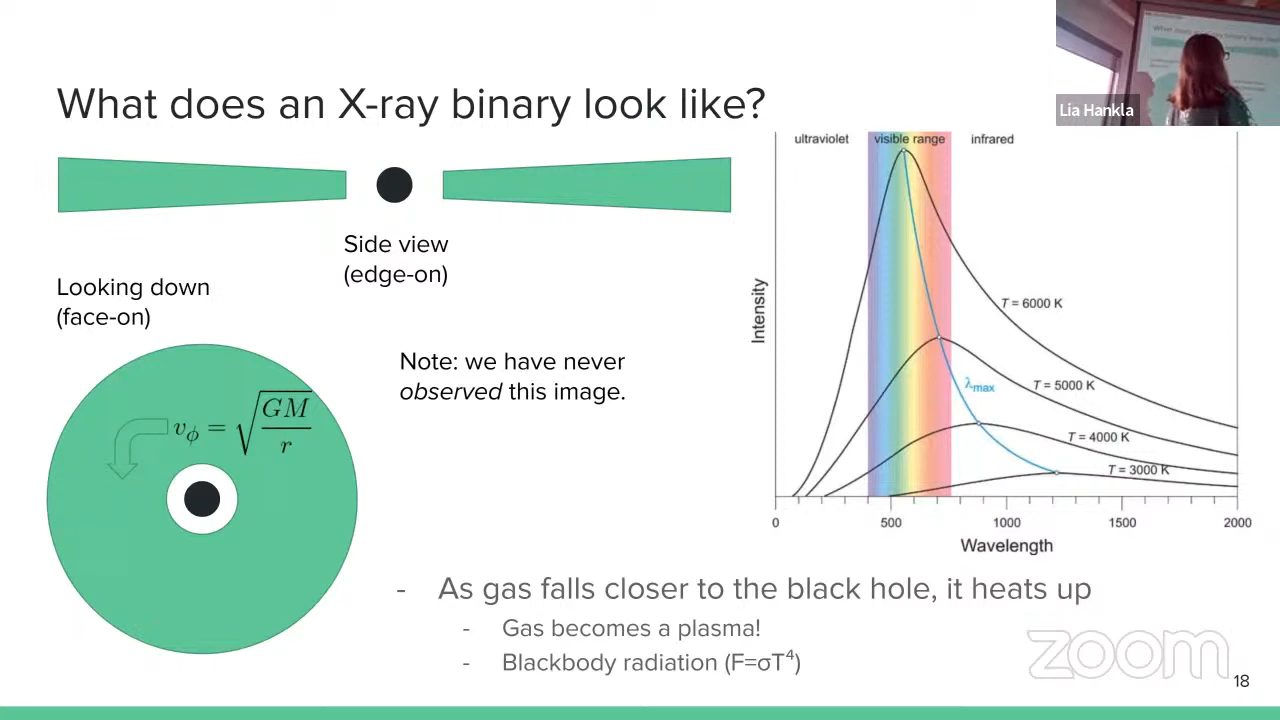 What does an X-ray binary look like?
Lia Hankla
Side view
(edge-on)
Looking down
(face-on)
Note: we have never
observed this image.
v_ϕ = √(GM/r)
ultraviolet
visible range
infrared
Intensity
T = 6000 K
T = 5000 K
T = 4000 K
T = 3000 K
λmax
0
500
1000
1500
2000
Wavelength
- As gas falls closer to the black hole, it heats up
- Gas becomes a plasma!
- Blackbody radiation (F=σT⁴)
zoom
18